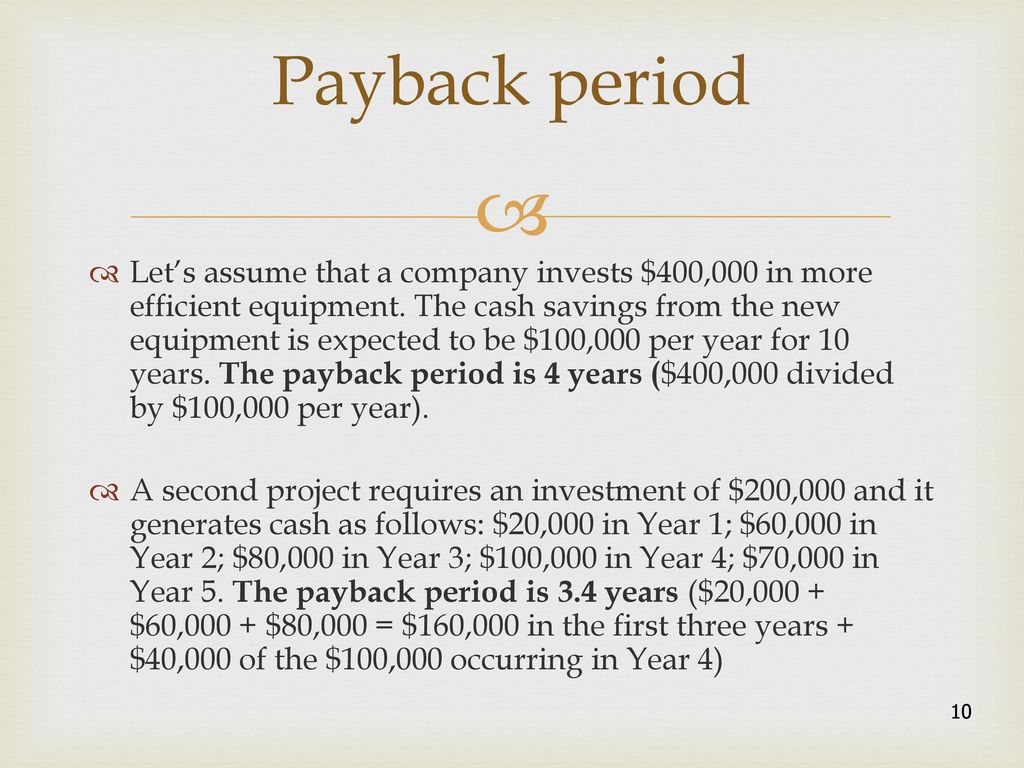 Payback period
Let’s assume that a company invests $400,000 in more
efficient equipment. The cash savings from the new
equipment is expected to be $100,000 per year for 10
years. The payback period is 4 years ($400,000 divided
by $100,000 per year).
A second project requires an investment of $200,000 and it
generates cash as follows: $20,000 in Year 1; $60,000 in
Year 2; $80,000 in Year 3; $100,000 in Year 4; $70,000 in
Year 5. The payback period is 3.4 years ($20,000 +
$60,000 + $80,000 = $160,000 in the first three years +
$40,000 of the $100,000 occurring in Year 4)
10